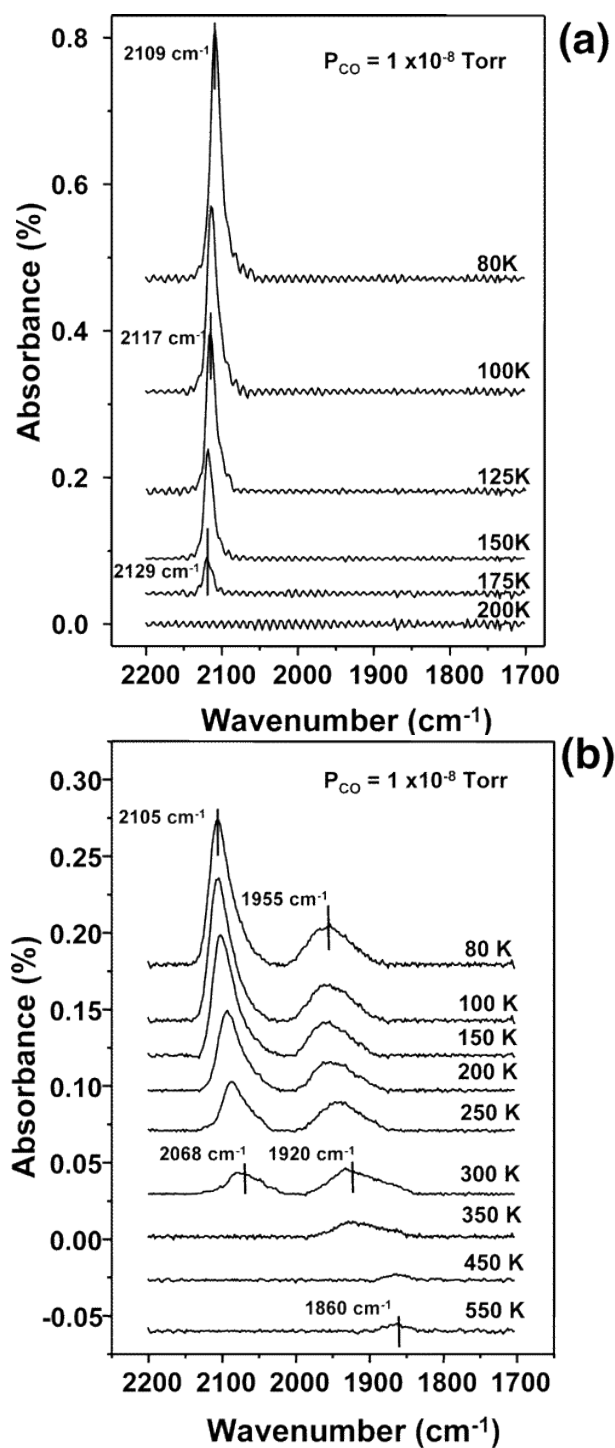 (a)
0.8
2109 cm⁻¹
P_CO = 1 x10⁻⁸ Torr
0.6
80K
0.4
2117 cm⁻¹
100K
0.2
125K
150K
2129 cm⁻¹
175K
200K
0.0
Absorbance (%)
2200 2100 2000 1900 1800 1700
Wavenumber (cm⁻¹)
(b)
0.30
P_CO = 1 x10⁻⁸ Torr
2105 cm⁻¹
0.25
1955 cm⁻¹
0.20
80 K
0.15
100 K
150 K
0.10
200 K
250 K
0.05
2068 cm⁻¹ 1920 cm⁻¹
300 K
0.00
350 K
450 K
-0.05
1860 cm⁻¹
550 K
Absorbance (%)
2200 2100 2000 1900 1800 1700
Wavenumber (cm⁻¹)